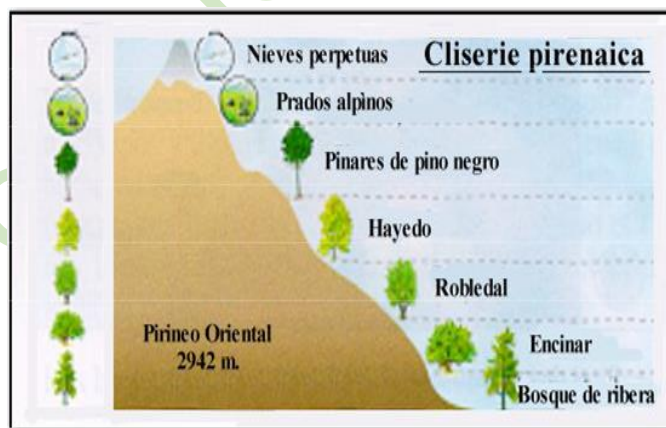 Cliserie pirenaica
Nieves perpetuas
Prados alpinos
Pinares de pino negro
Hayedo
Robledal
Encinar
Bosque de ribera
Pirineo Oriental
2942 m.